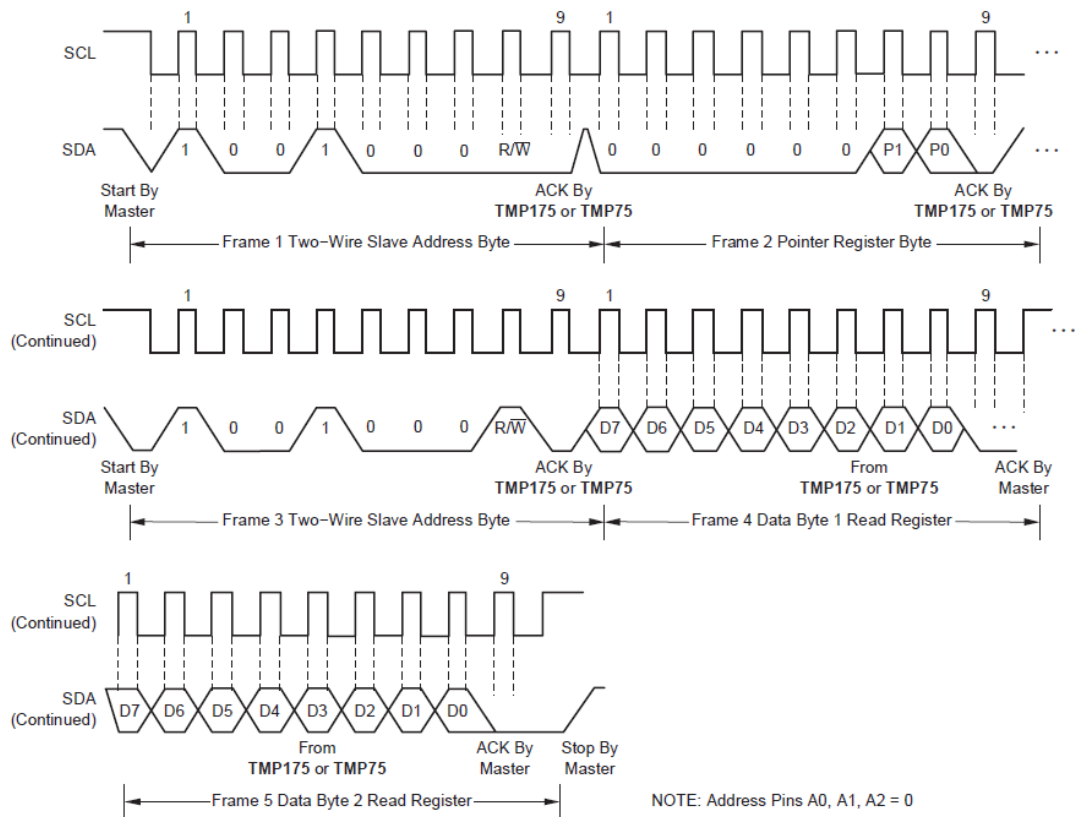 1 9 1 9
SCL ···
SDA 1 0 0 1 0 0 0 R/W̅ 0 0 0 0 0 0 P1 P0 ···
Start By ACK By ACK By
Master TMP175 or TMP75 TMP175 or TMP75
Frame 1 Two−Wire Slave Address Byte Frame 2 Pointer Register Byte
1 9 1 9
SCL ···
(Continued)
SDA 1 0 0 1 0 0 0 R/W̅ D7 D6 D5 D4 D3 D2 D1 D0 ···
(Continued)
Start By ACK By From ACK By
Master TMP175 or TMP75 TMP175 or TMP75 Master
Frame 3 Two−Wire Slave Address Byte Frame 4 Data Byte 1 Read Register
1 9
SCL
(Continued)
SDA D7 D6 D5 D4 D3 D2 D1 D0
(Continued)
From ACK By Stop By
TMP175 or TMP75 Master Master
Frame 5 Data Byte 2 Read Register NOTE: Address Pins A0, A1, A2 = 0